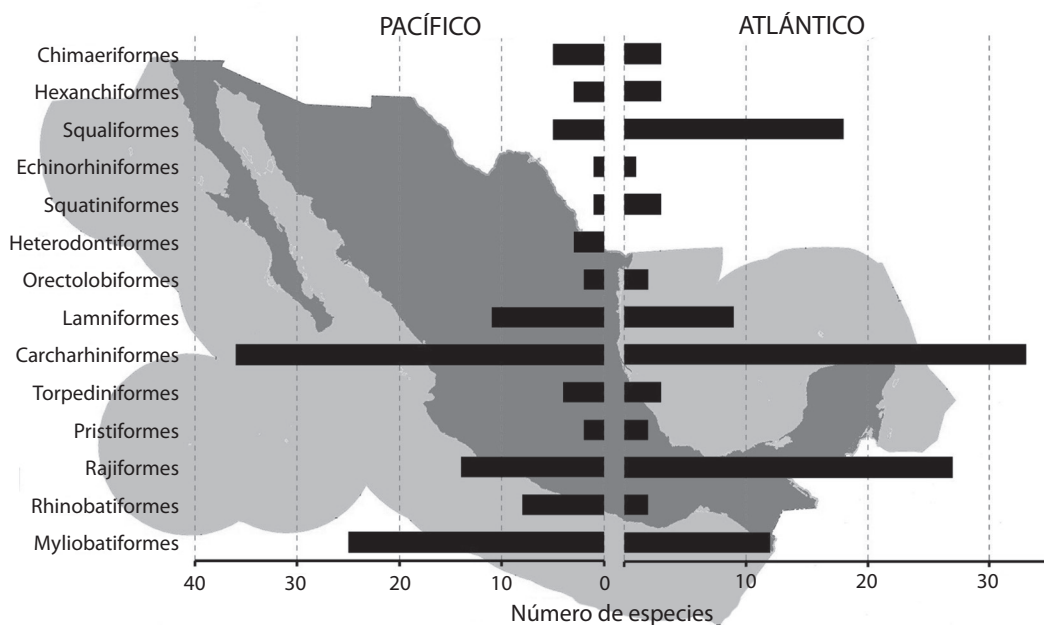 PACÍFICO ATLÁNTICO
Chimaeriformes
Hexanchiformes
Squaliformes
Echinorhiniformes
Squatiniformes
Heterodontiformes
Orectolobiformes
Lamniformes
Carcharhiniformes
Torpediniformes
Pristiformes
Rajiformes
Rhinobatiformes
Myliobatiformes
40 30 20 10 0 10 20 30
Número de especies